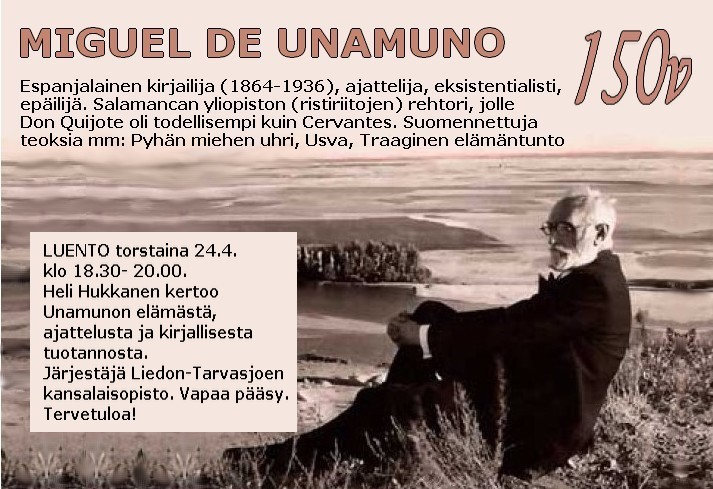 MIGUEL DE UNAMUNO
150v
Espanjalainen kirjailija (1864-1936), ajattelija, eksistentialisti,
epäilijä. Salamancan yliopiston (ristiriitojen) rehtori, jolle
Don Quijote oli todellisempi kuin Cervantes. Suomennettuja
teoksia mm: Pyhän miehen uhri, Usva, Traaginen elämäntunto
LUENTO torstaina 24.4.
klo 18.30- 20.00.
Heli Hukkanen kertoo
Unamunon elämästä,
ajattelusta ja kirjallisesta
tuotannosta.
Järjestäjä Liedon-Tarvasjoen
kansalaisopisto. Vapaa pääsy.
Tervetuloa!